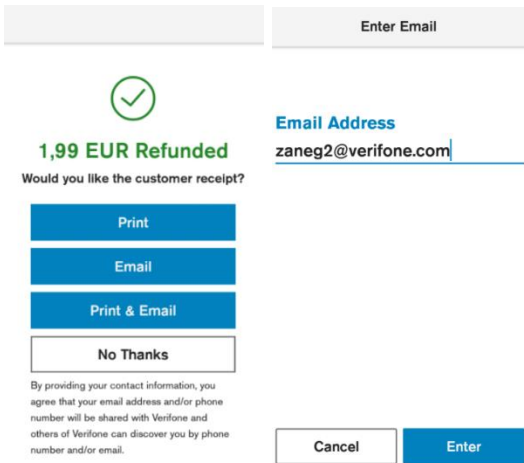 1,99 EUR Refunded
Would you like the customer receipt?
Print
Email
Print & Email
No Thanks
By providing your contact information, you
agree that your email address and/or phone
number will be shared with Verifone and
others of Verifone can discover you by phone
number and/or email.
Enter Email
Email Address
zaneg2@verifone.com
Cancel
Enter